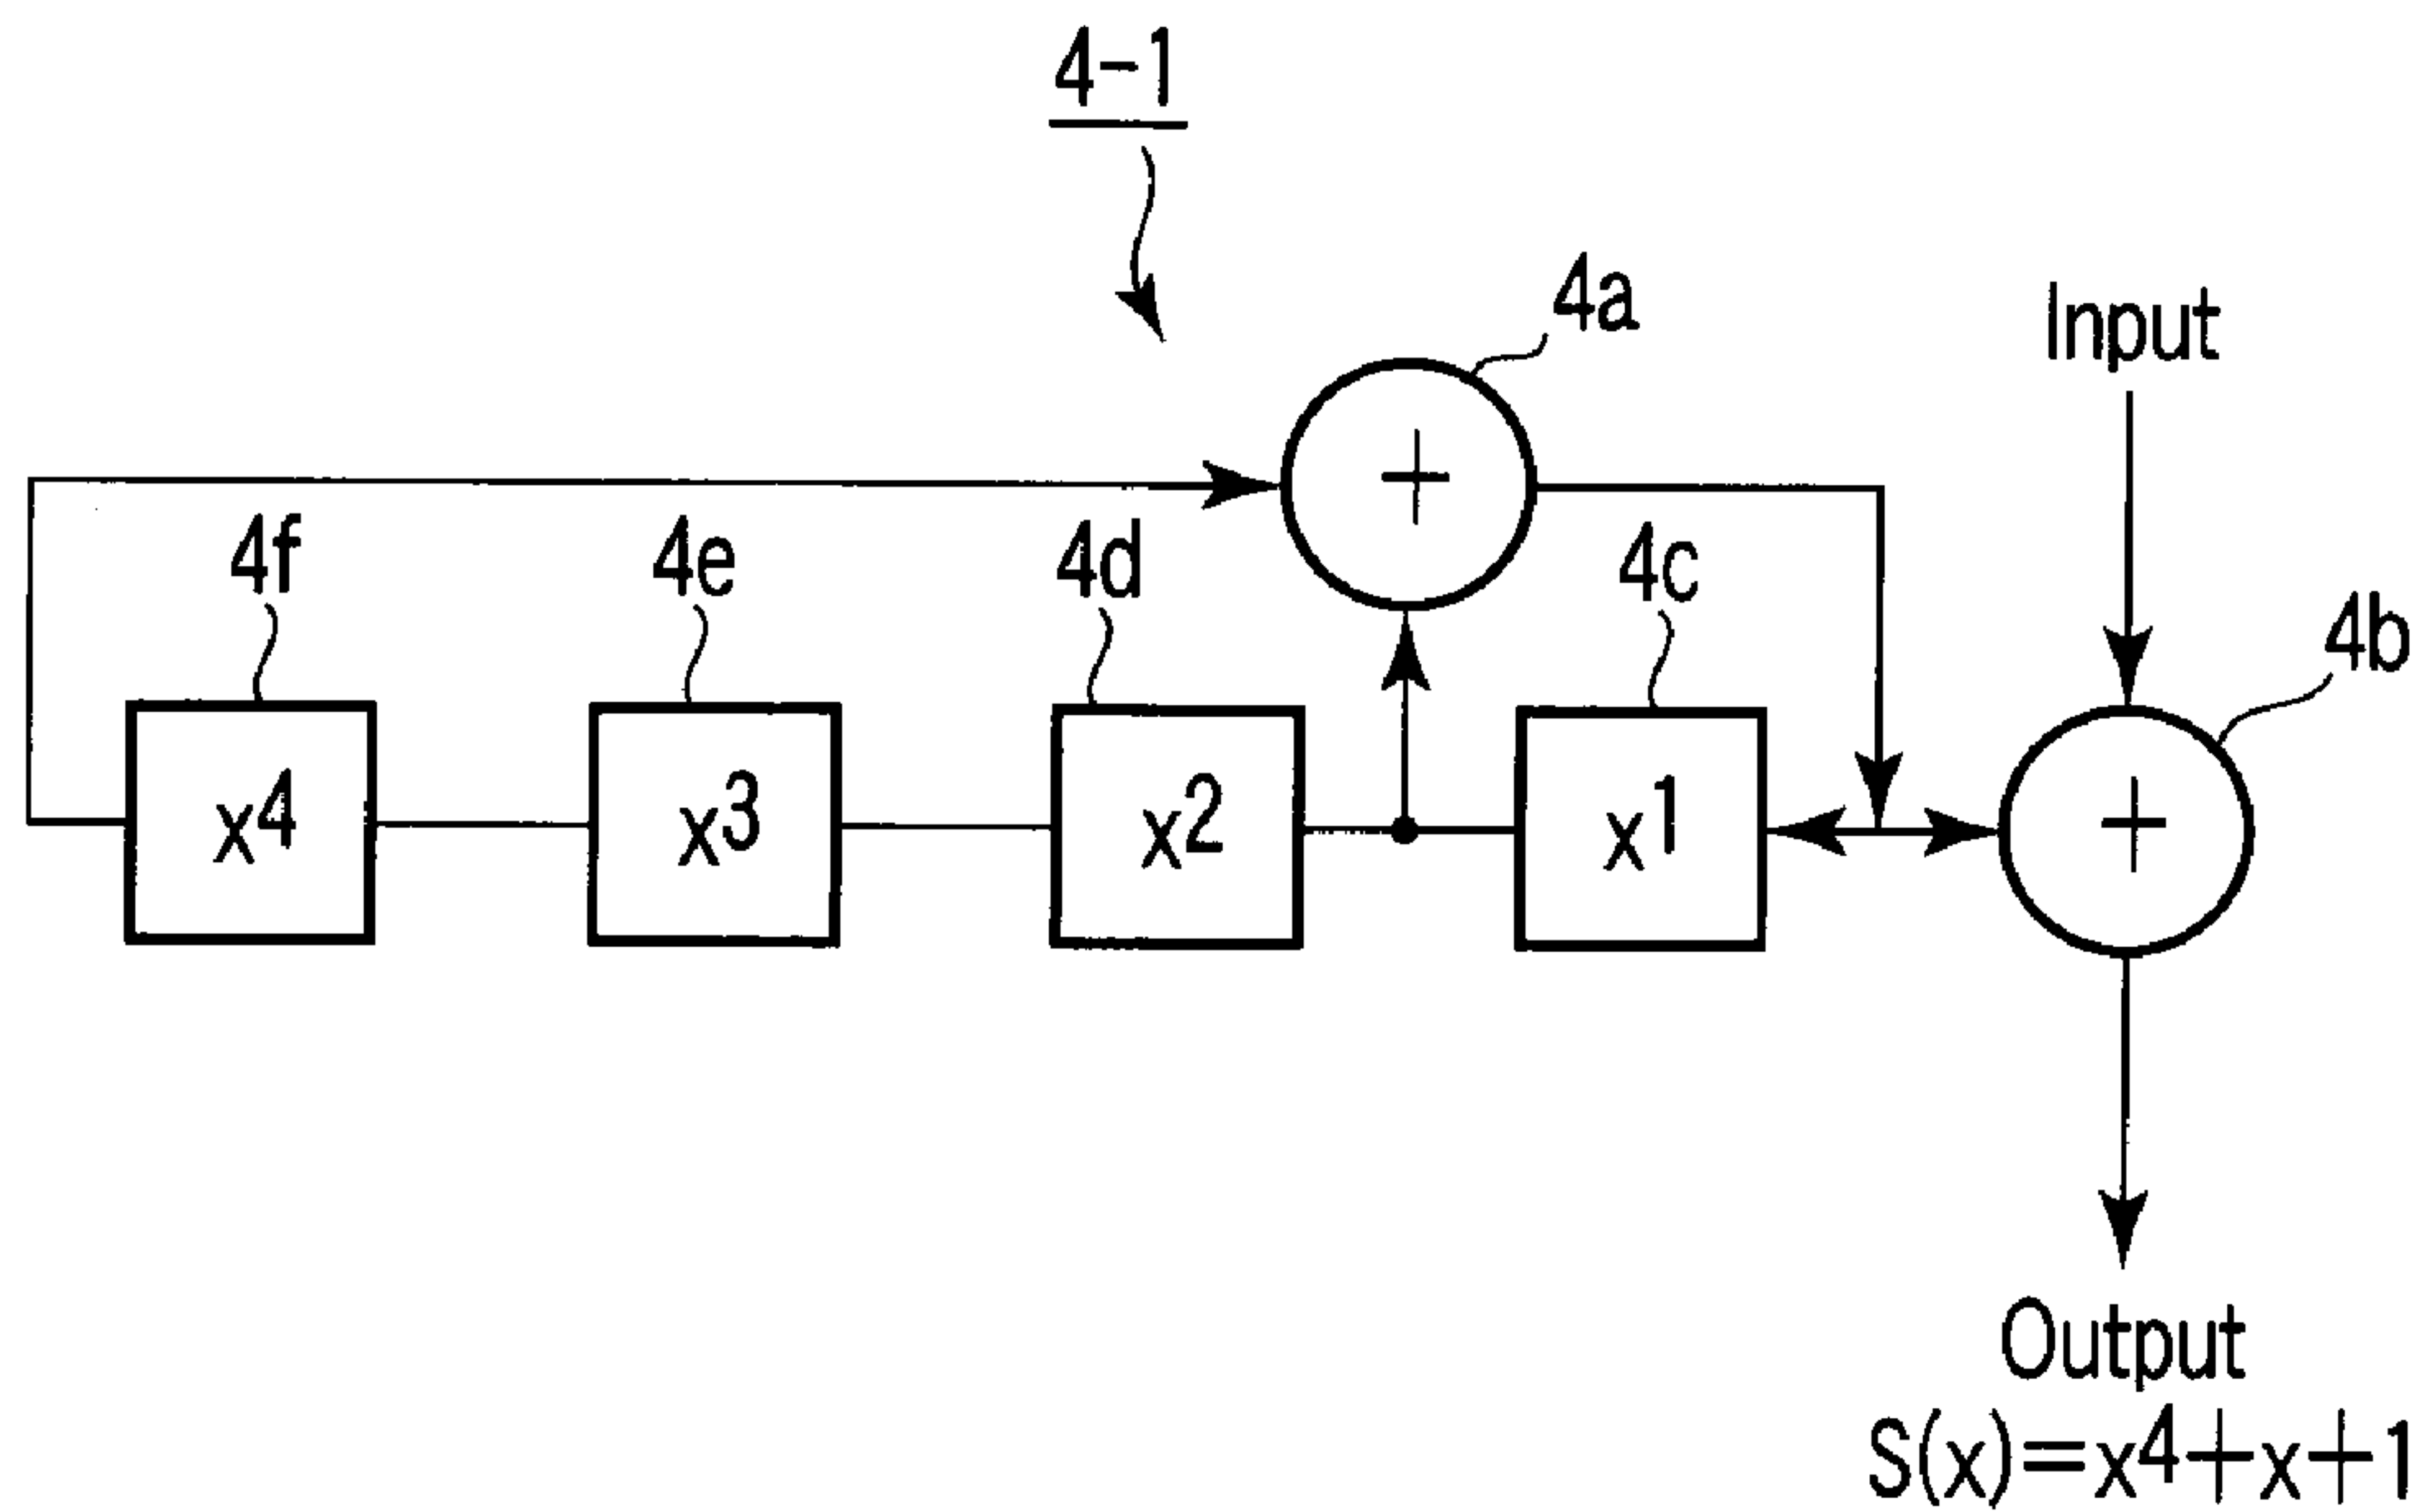 4-1
4a
Input
4f
4e
4d
4c
4b
+
x4
x3
x2
x1
+
Output
S(x)=x4+x+1